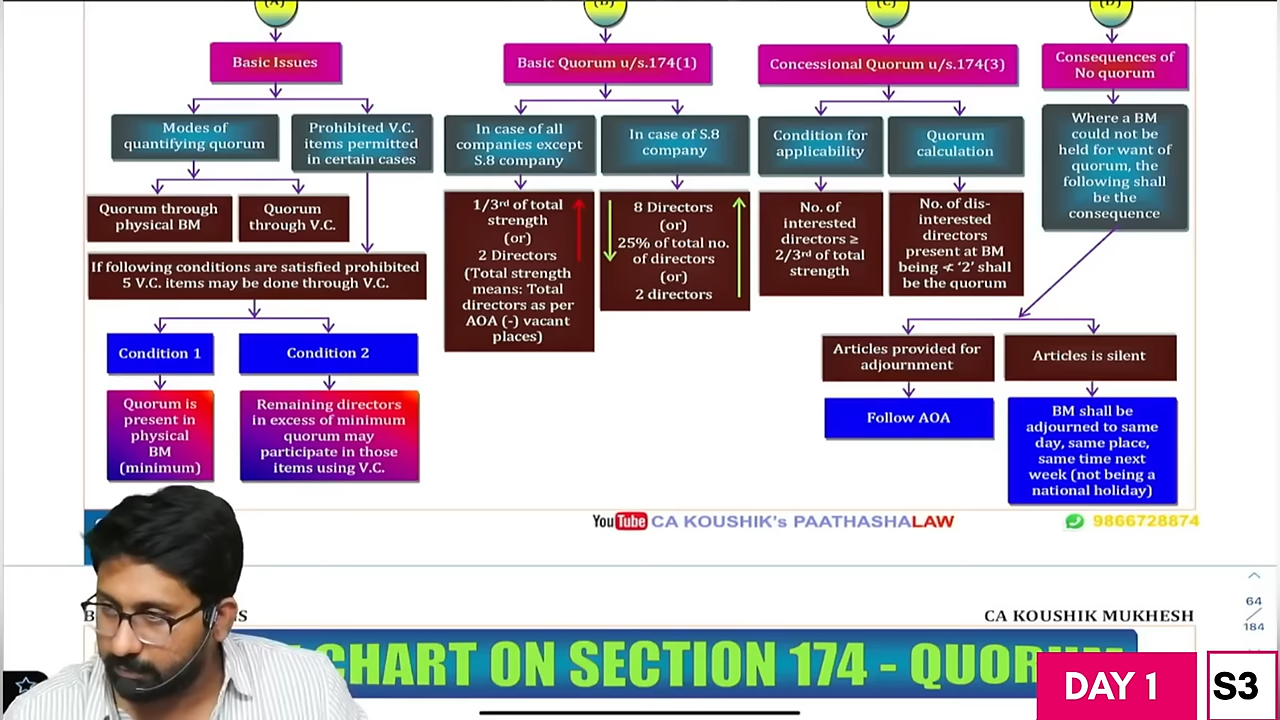 (A)
(B)
(C)
(D)
Basic Issues
Modes of
quantifying quorum
Prohibited V.C.
items permitted
in certain cases
Quorum through
physical BM
Quorum
through V.C.
If following conditions are satisfied prohibited
5 V.C. items may be done through V.C.
Condition 1
Condition 2
Quorum is
present in
physical
BM
(minimum)
Remaining directors
in excess of minimum
quorum may
participate in those
items using V.C.
Basic Quorum u/s.174(1)
In case of all
companies except
S.8 company
In case of S.8
company
1/3rd of total
strength
(or)
2 Directors
(Total strength
means: Total
directors as per
AOA (-) vacant
places)
8 Directors
(or)
25% of total no.
of directors
(or)
2 directors
Concessional Quorum u/s.174(3)
Condition for
applicability
Quorum
calculation
No. of
interested
directors ≥
2/3rd of total
strength
No. of dis-
interested
directors
present at BM
being ≮ '2' shall
be the quorum
Consequences of
No quorum
Where a BM
could not be
held for want of
quorum, the
following shall
be the
consequence
Articles provided for
adjournment
Articles is silent
Follow AOA
BM shall be
adjourned to same
day, same place,
same time next
week (not being a
national holiday)
YouTube CA KOUSHIK's PAATHASHALAW
9866728874
64
184
CA KOUSHIK MUKHESH
CHART ON SECTION 174 - QUORUM
DAY 1
S3